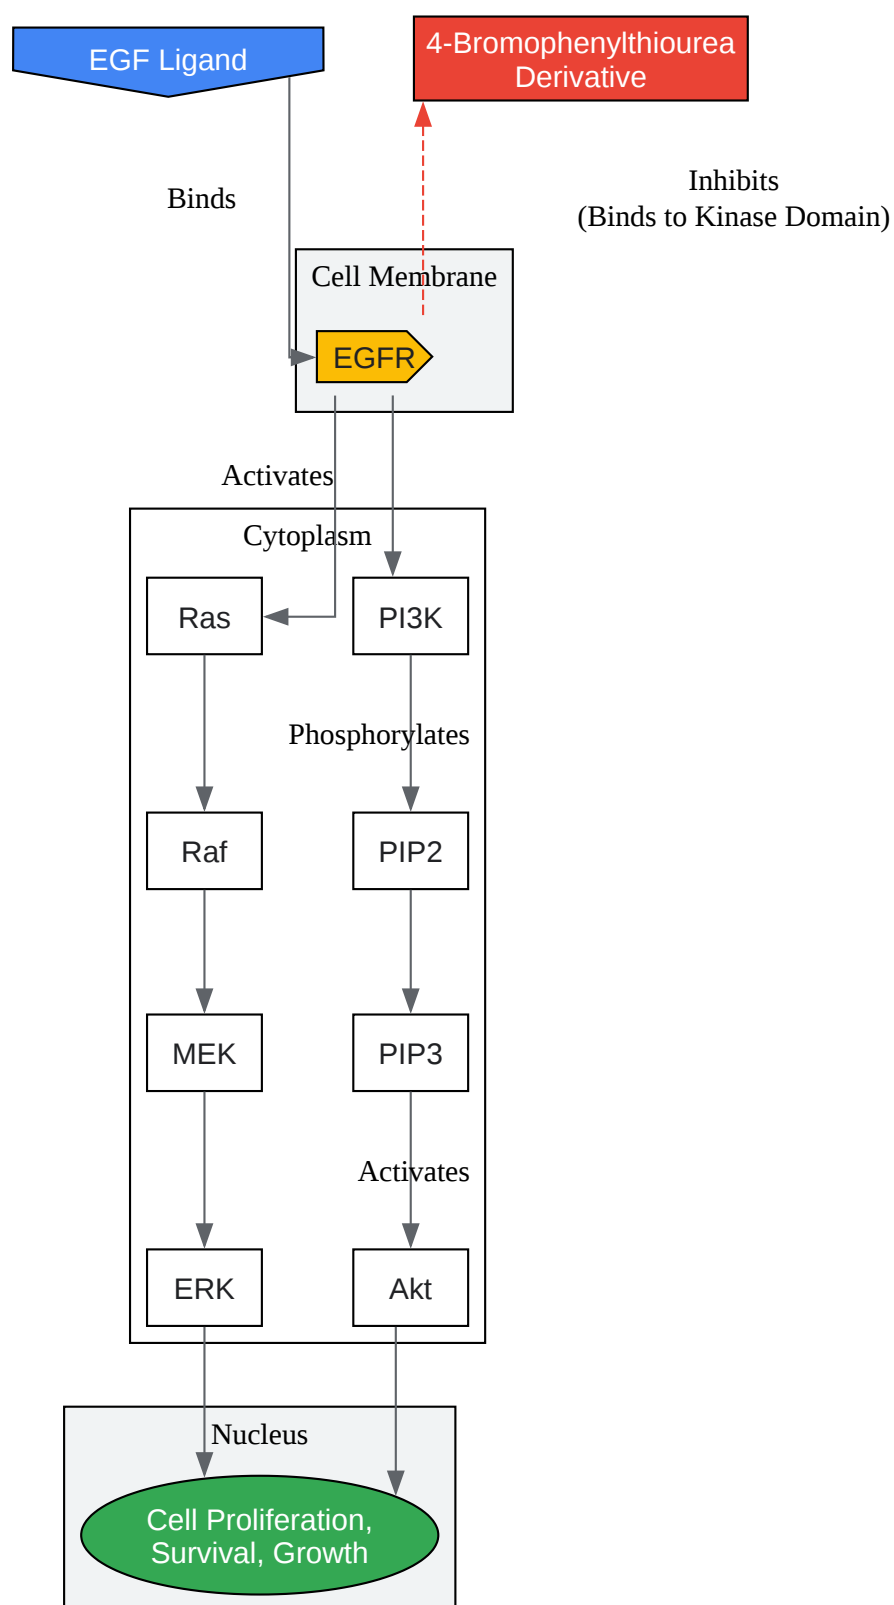 EGF Ligand
4-Bromophenylthiourea
Derivative
Binds
Inhibits
(Binds to Kinase Domain)
Cell Membrane
EGFR
Activates
Cytoplasm
Ras
PI3K
Phosphorylates
Raf
PIP2
MEK
PIP3
Activates
ERK
Akt
Nucleus
Cell Proliferation,
Survival, Growth